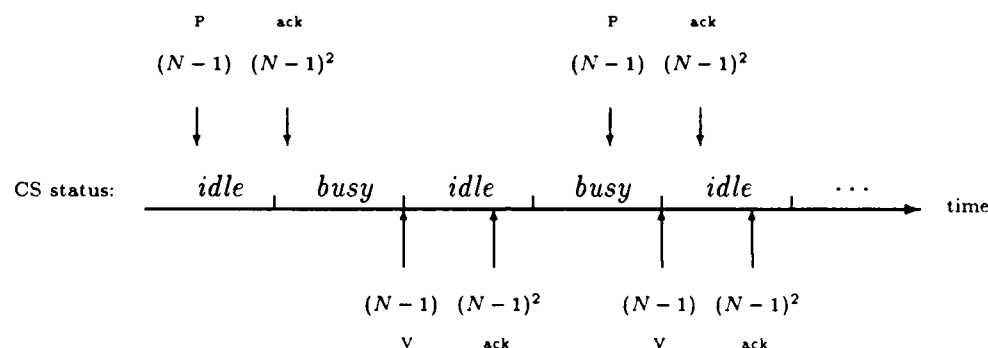 P ack P ack
(N − 1) (N − 1)² (N − 1) (N − 1)²
CS status: idle busy idle busy idle ···
time
(N − 1) (N − 1)² (N − 1) (N − 1)²
V ack V ack